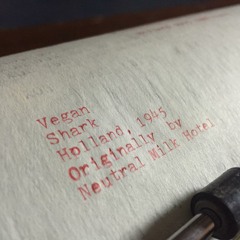 Vegan
Shark
Holland, 1945
Originally by
Neutral Milk Hotel